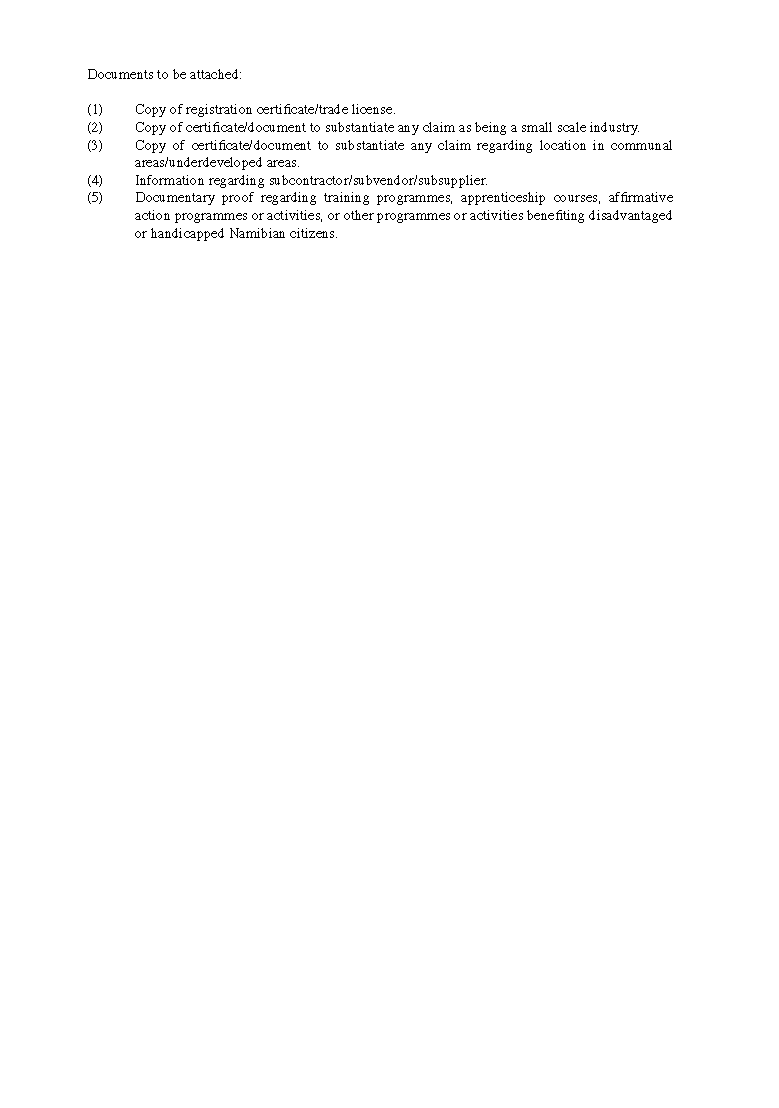 Documents to be attached:
(1) Copy of registration certificate/trade license.
(2) Copy of certificate/document to substantiate any claim as being a small scale industry.
(3) Copy of certificate/document to substantiate any claim regarding location in communal
areas/underdeveloped areas.
(4) Information regarding subcontractor/subvendor/subsupplier.
(5) Documentary proof regarding training programmes, apprenticeship courses, affirmative
action programmes or activities, or other programmes or activities benefiting disadvantaged
or handicapped Namibian citizens.